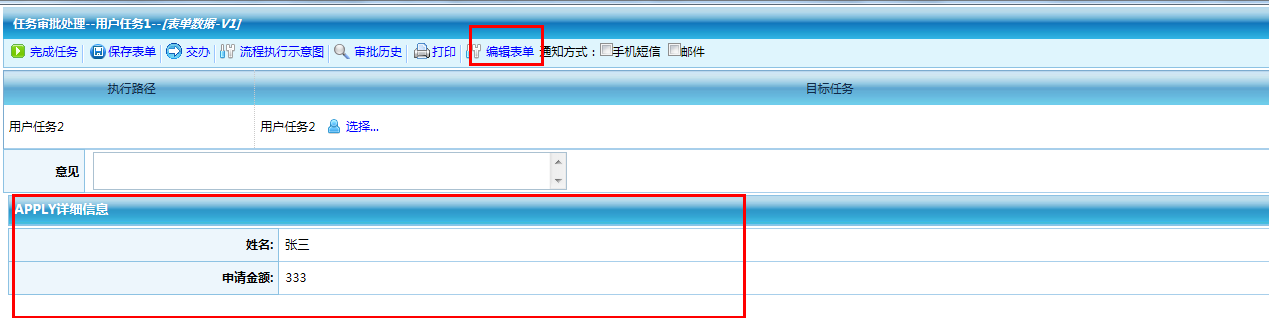 任务审批处理--用户任务1--[表单数据-V1]
完成任务 保存表单 交办 流程执行示意图 审批历史 打印 编辑表单 通知方式：手机短信 邮件
执行路径 目标任务
用户任务2 用户任务2 选择...
意见
APPLY详细信息
姓名: 张三
申请金额: 333